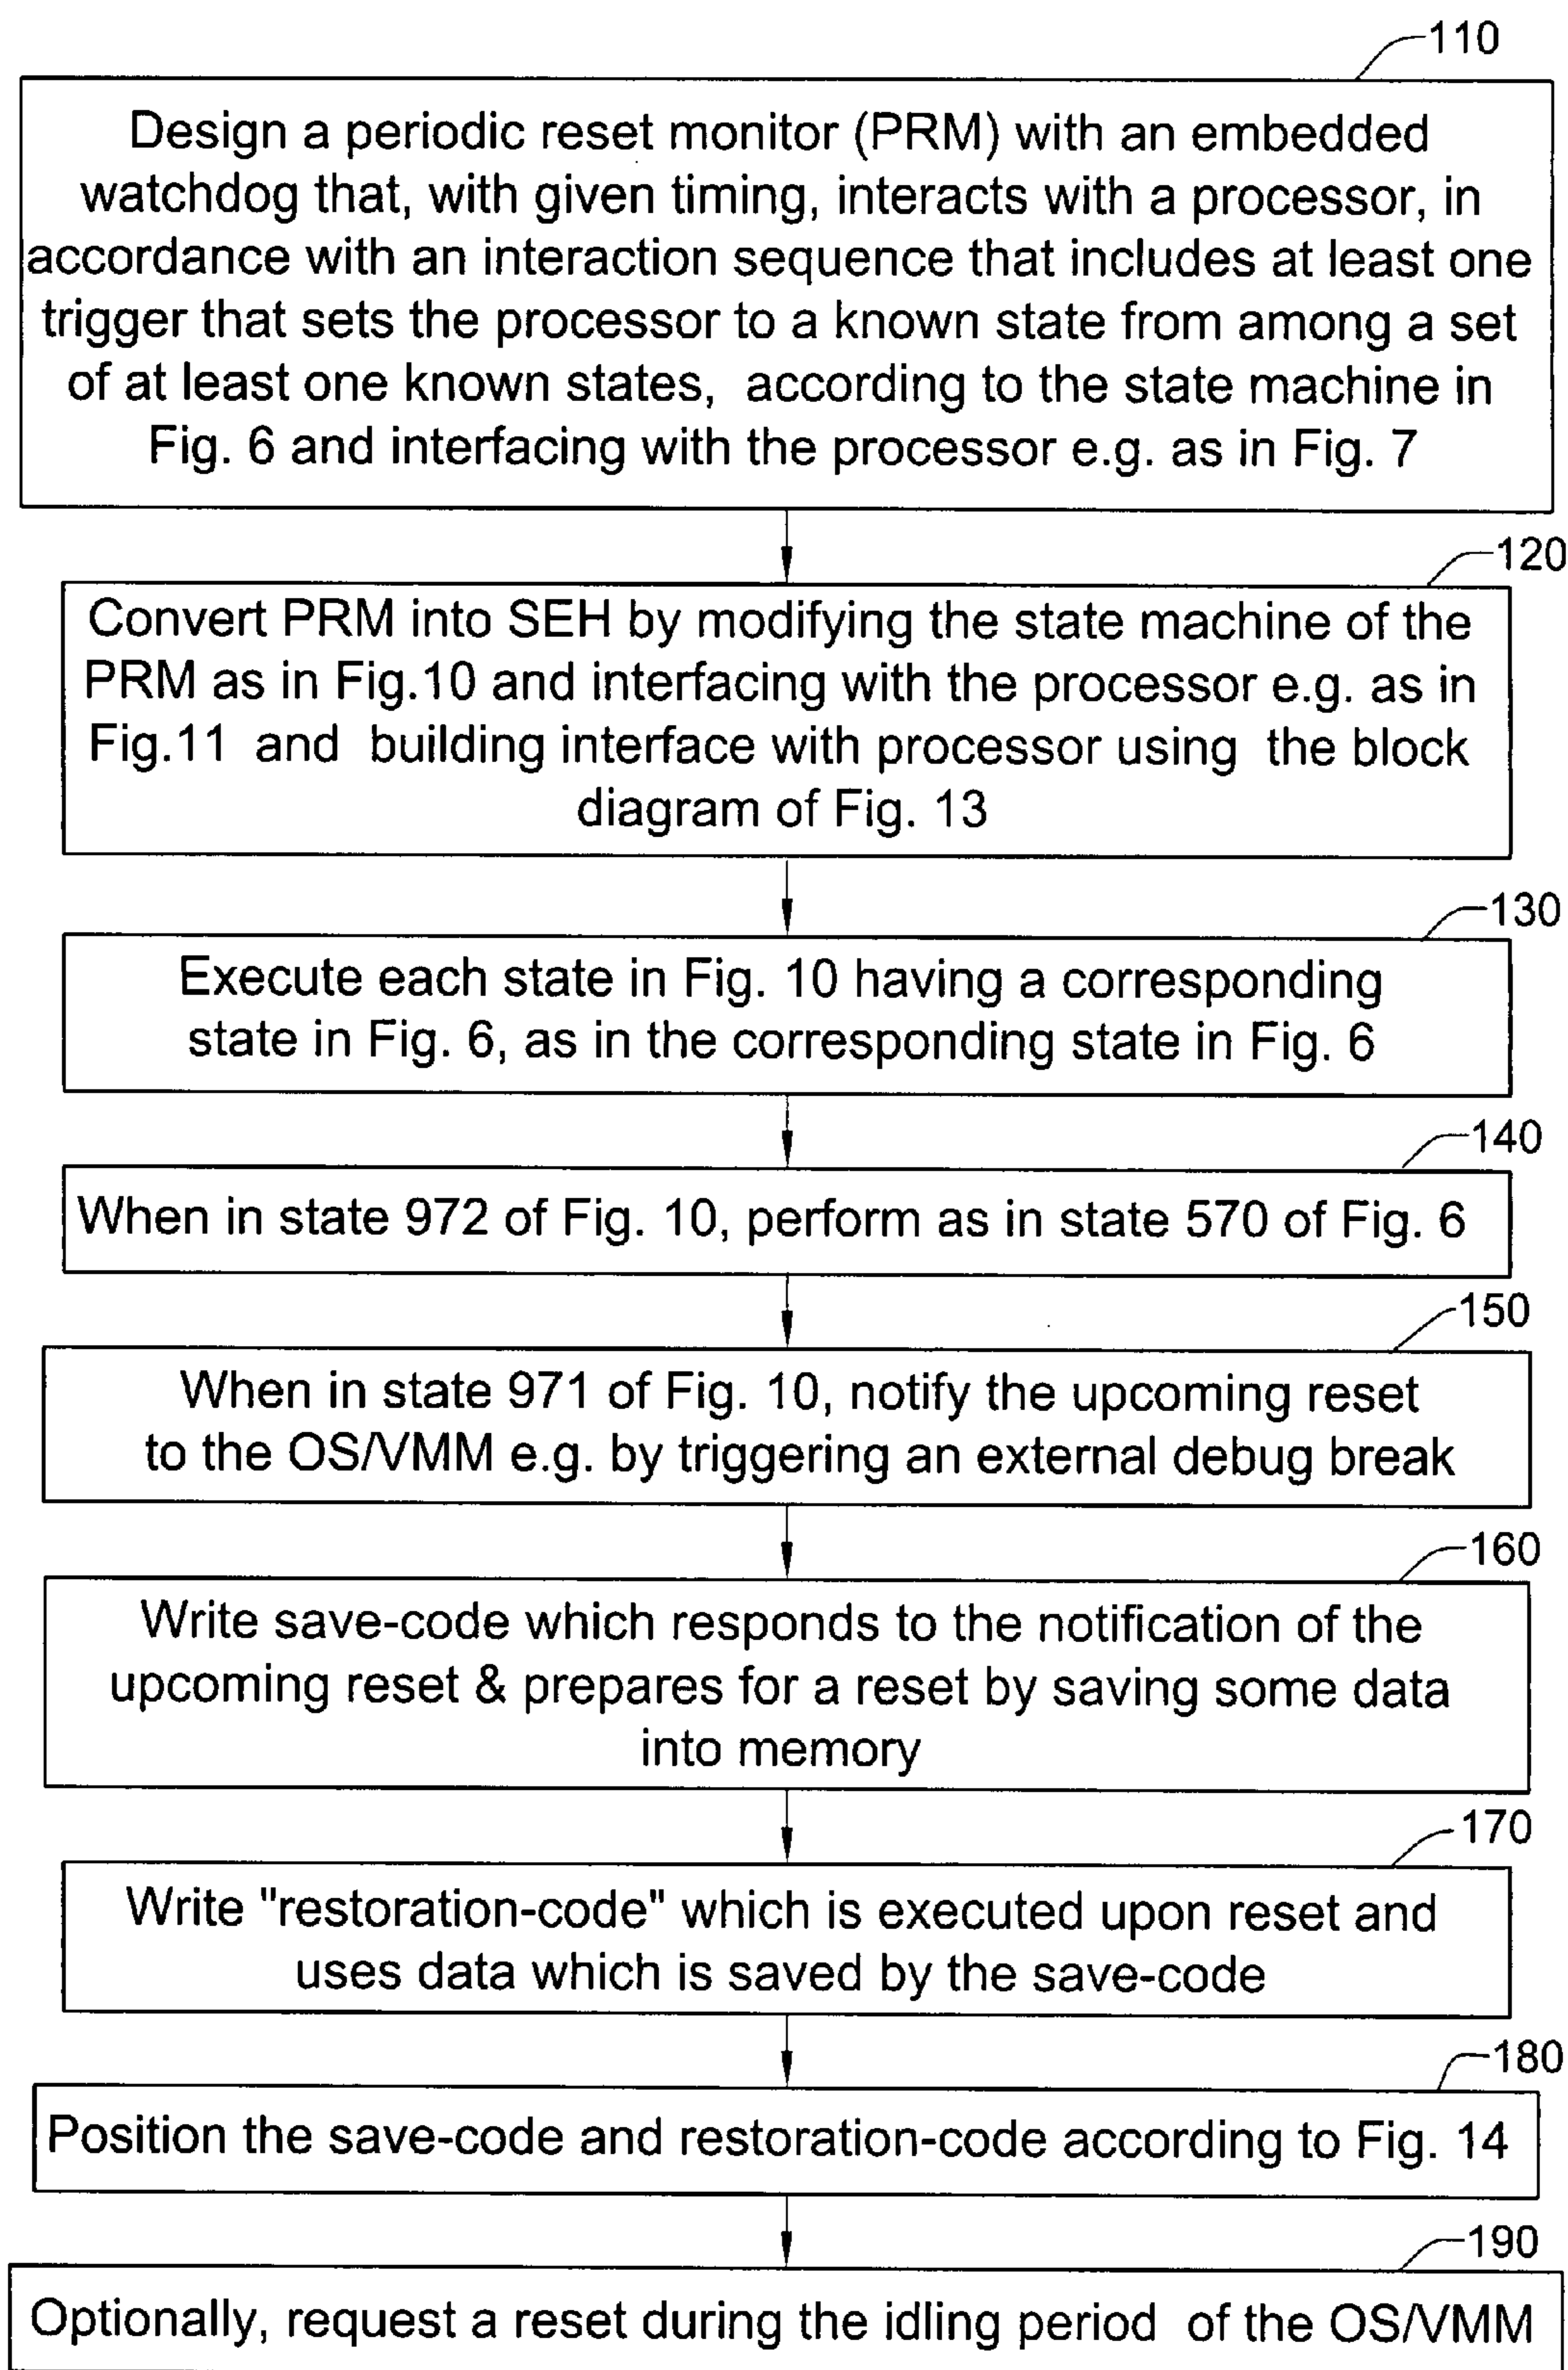 110
Design a periodic reset monitor (PRM) with an embedded
watchdog that, with given timing, interacts with a processor, in
accordance with an interaction sequence that includes at least one
trigger that sets the processor to a known state from among a set
of at least one known states, according to the state machine in
Fig. 6 and interfacing with the processor e.g. as in Fig. 7
120
Convert PRM into SEH by modifying the state machine of the
PRM as in Fig.10 and interfacing with the processor e.g. as in
Fig.11 and building interface with processor using the block
diagram of Fig. 13
130
Execute each state in Fig. 10 having a corresponding
state in Fig. 6, as in the corresponding state in Fig. 6
140
When in state 972 of Fig. 10, perform as in state 570 of Fig. 6
150
When in state 971 of Fig. 10, notify the upcoming reset
to the OS/VMM e.g. by triggering an external debug break
160
Write save-code which responds to the notification of the
upcoming reset & prepares for a reset by saving some data
into memory
170
Write "restoration-code" which is executed upon reset and
uses data which is saved by the save-code
180
Position the save-code and restoration-code according to Fig. 14
190
Optionally, request a reset during the idling period of the OS/VMM